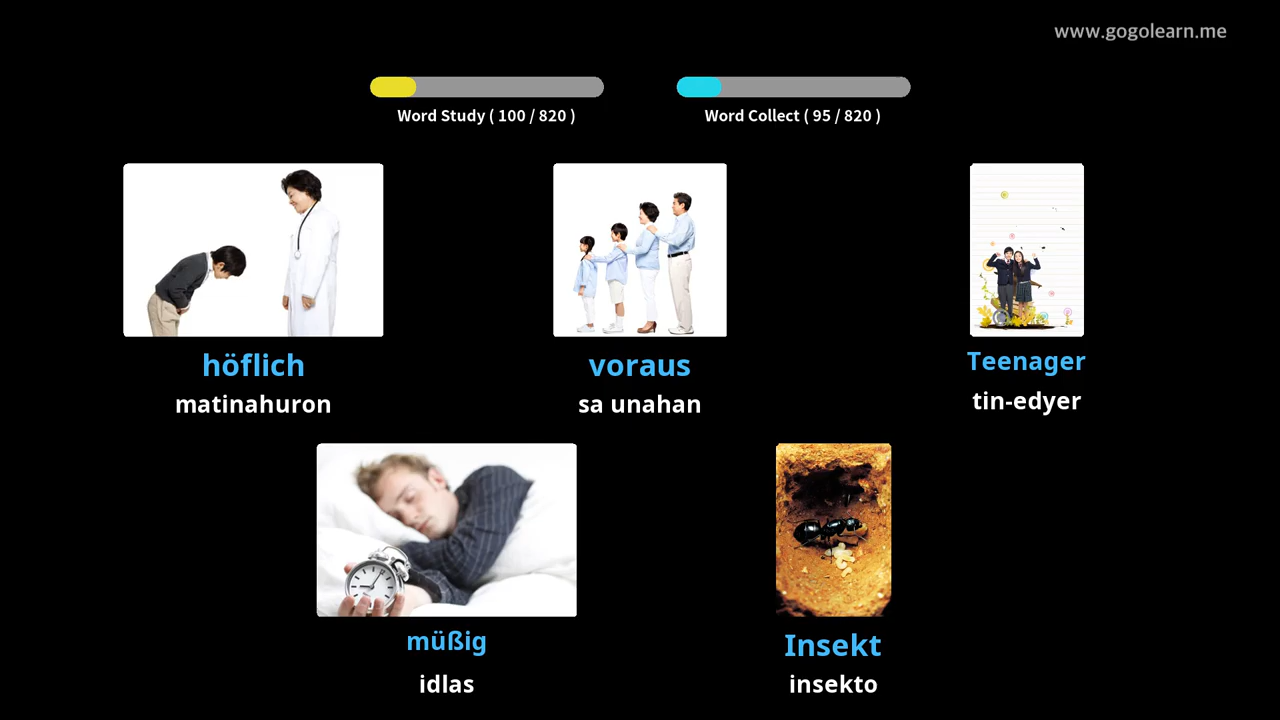 www.gogolearn.me
Word Study ( 100 / 820 )
Word Collect ( 95 / 820 )
höflich
matinahuron
voraus
sa unahan
Teenager
tin-edyer
müßig
idlas
Insekt
insekto